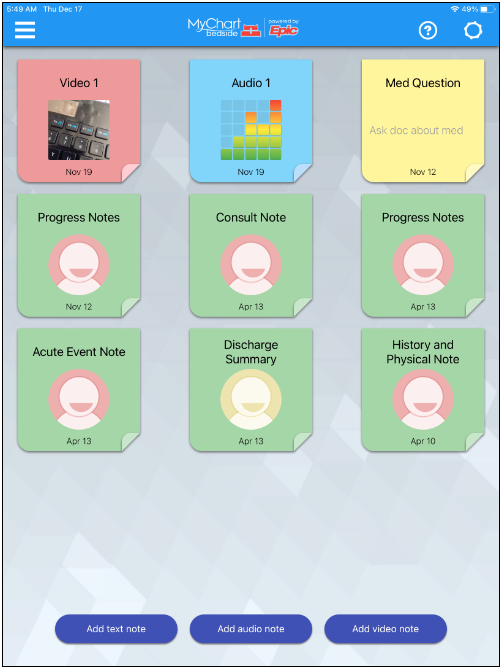 5:49 AM Thu Dec 17
49%
MyChart
bedside
powered by
Epic
?
Video 1
Nov 19
Audio 1
Nov 19
Med Question
Ask doc about med
Nov 12
Progress Notes
Nov 12
Consult Note
Apr 13
Progress Notes
Apr 13
Acute Event Note
Apr 13
Discharge
Summary
Apr 13
History and
Physical Note
Apr 10
Add text note
Add audio note
Add video note